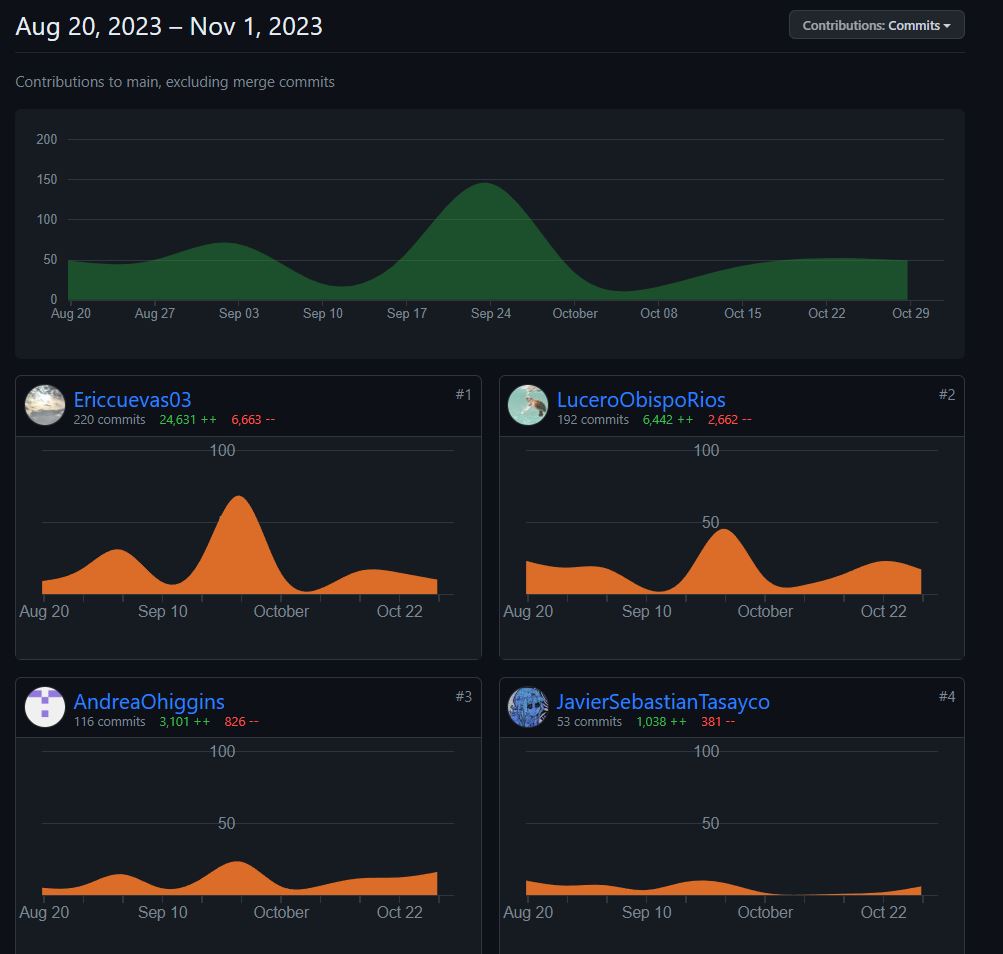 Aug 20, 2023 – Nov 1, 2023
Contributions: Commits
Contributions to main, excluding merge commits
200
150
100
50
0
Aug 20 Aug 27 Sep 03 Sep 10 Sep 17 Sep 24 October Oct 08 Oct 15 Oct 22 Oct 29
Ericcuevas03 #1
220 commits 24,631 ++ 6,663 --
100
Aug 20 Sep 10 October Oct 22
LuceroObispoRios #2
192 commits 6,442 ++ 2,662 --
100
50
Aug 20 Sep 10 October Oct 22
AndreaOhiggins #3
116 commits 3,101 ++ 826 --
100
50
Aug 20 Sep 10 October Oct 22
JavierSebastianTasayco #4
53 commits 1,038 ++ 381 --
100
50
Aug 20 Sep 10 October Oct 22